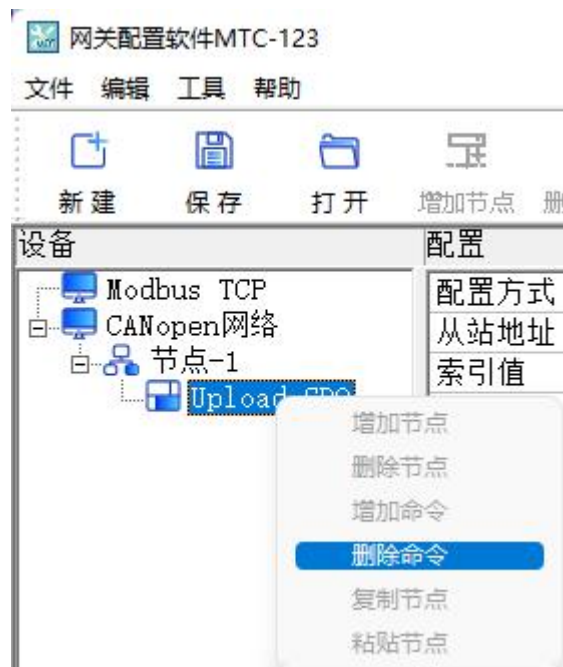 网关配置软件MTC-123
文件 编辑 工具 帮助
新建 保存 打开 增加节点
设备 配置
Modbus TCP 配置方式
CANopen网络 从站地址
节点-1 索引值
Upload
增加节点
删除节点
增加命令
删除命令
复制节点
粘贴节点